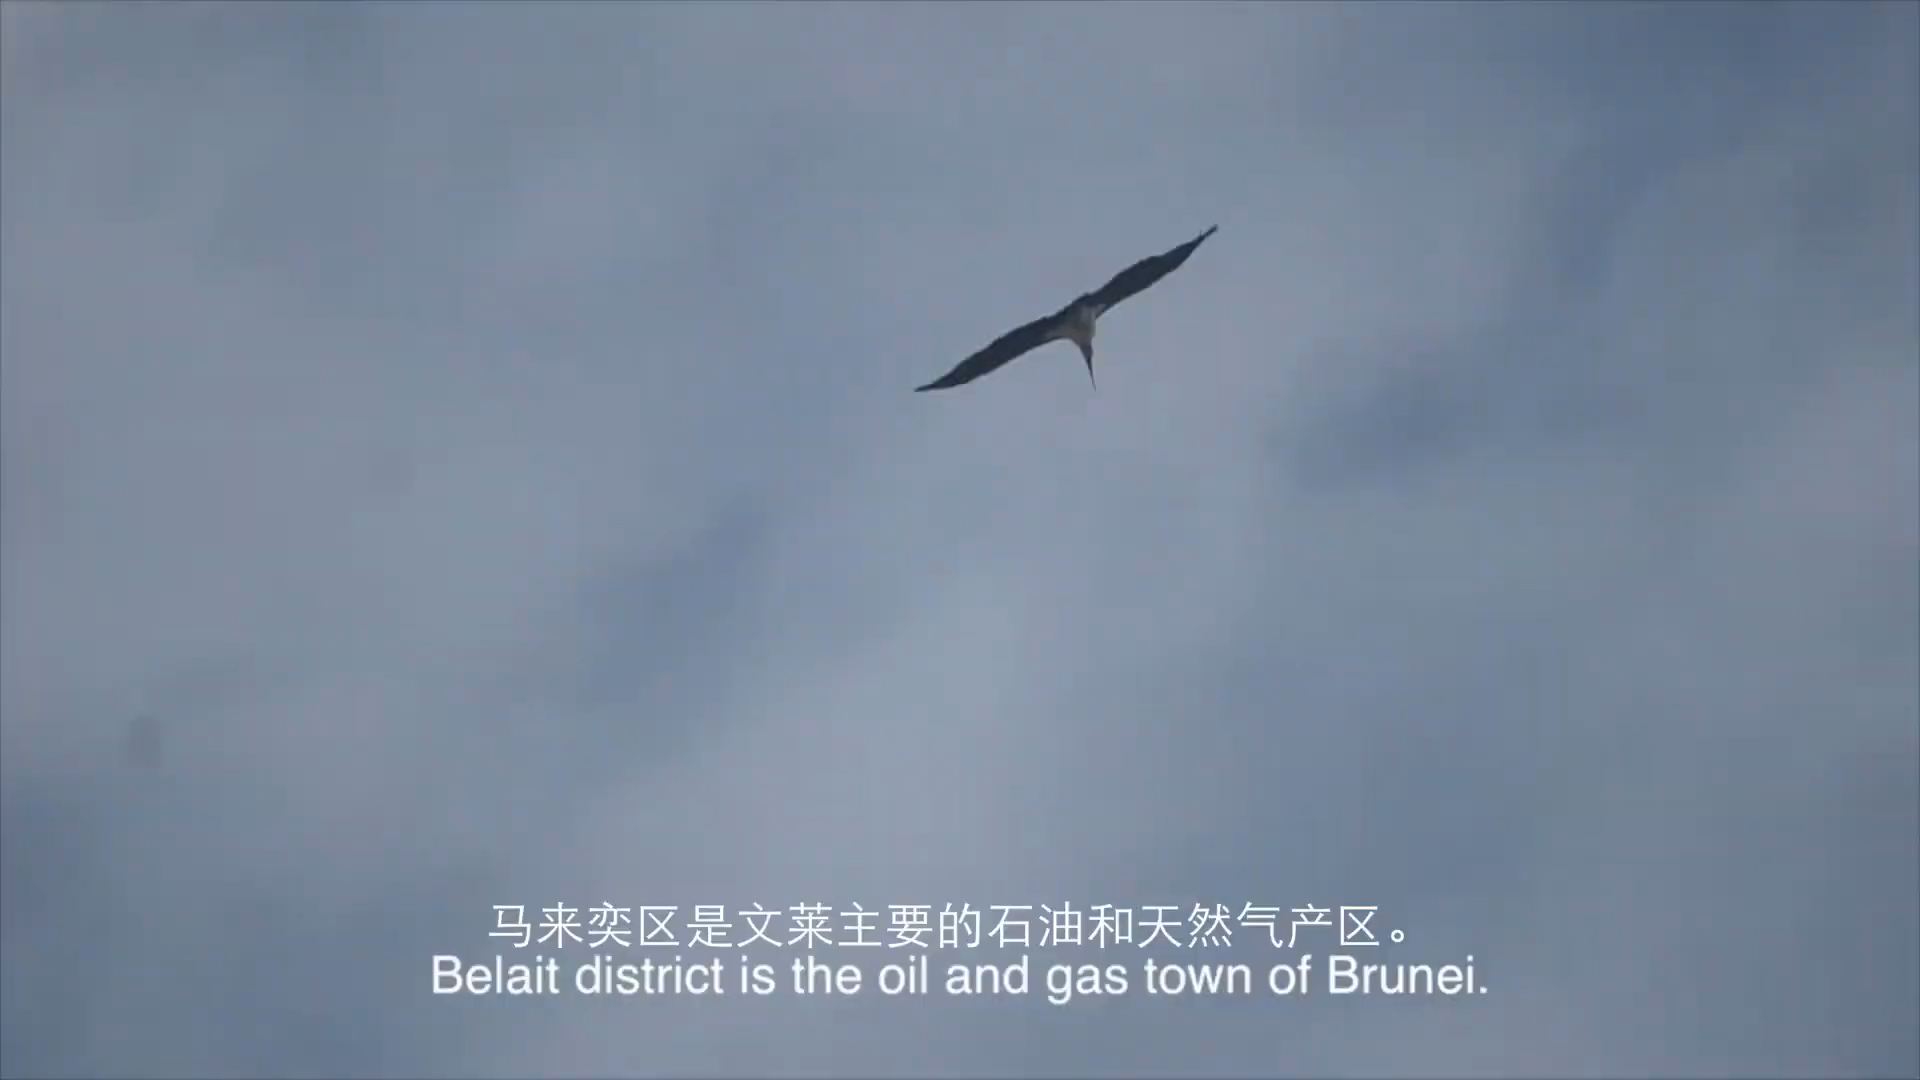 马来奕区是文莱主要的石油和天然气产区。
Belait district is the oil and gas town of Brunei.